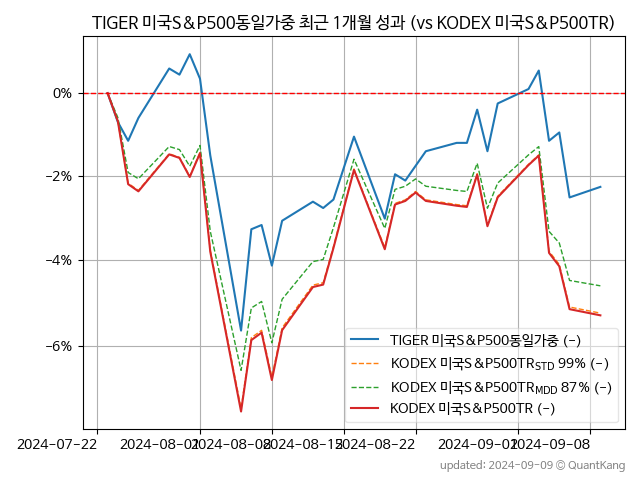 TIGER 미국S&P500동일가중 최근 1개월 성과 (vs KODEX 미국S&P500TR)
0%
−2%
−4%
−6%
TIGER 미국S&P500동일가중 (−)
KODEX 미국S&P500TR_STD 99% (−)
KODEX 미국S&P500TR_MDD 87% (−)
KODEX 미국S&P500TR (−)
2024−07−22 2024−08−01 2024−08−08 2024−08−15 2024−08−22 2024−09−01 2024−09−08
updated: 2024−09−09 © QuantKang